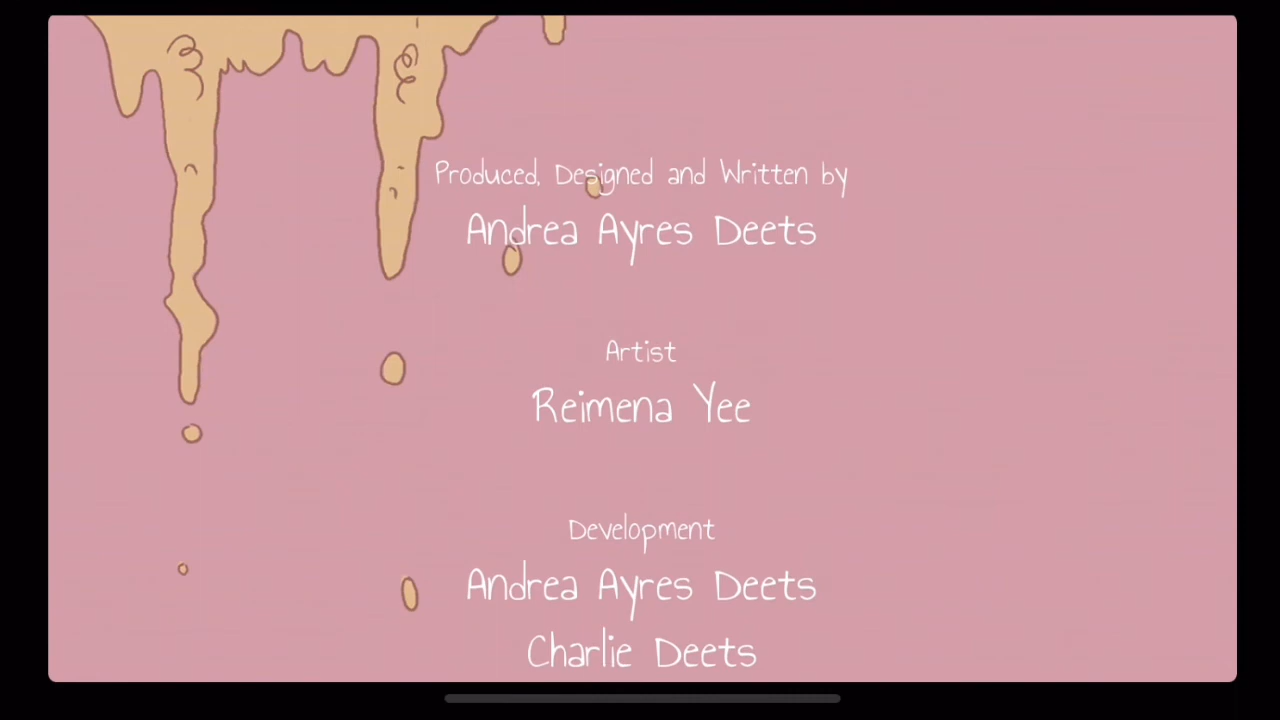 Produced, Designed and Written by
Andrea Ayres Deets
Artist
Reimena Yee
Development
Andrea Ayres Deets
Charlie Deets